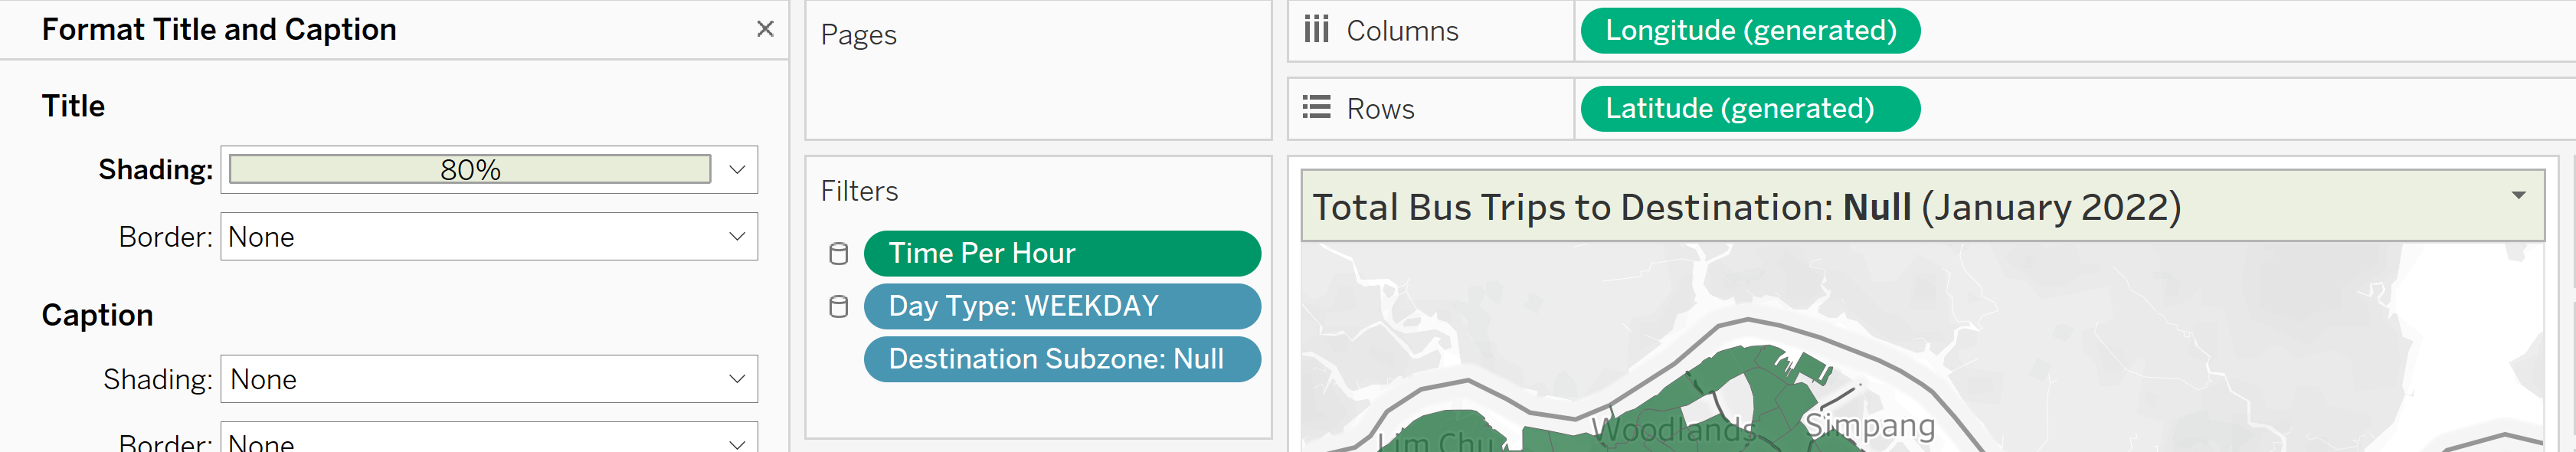 Format Title and Caption
Title
Shading: 80%
Border: None
Caption
Shading: None
Border: None
Pages
Filters
Time Per Hour
Day Type: WEEKDAY
Destination Subzone: Null
Columns Longitude (generated)
Rows Latitude (generated)
Total Bus Trips to Destination: Null (January 2022)
Woodlands
Simpang
Lim Chu